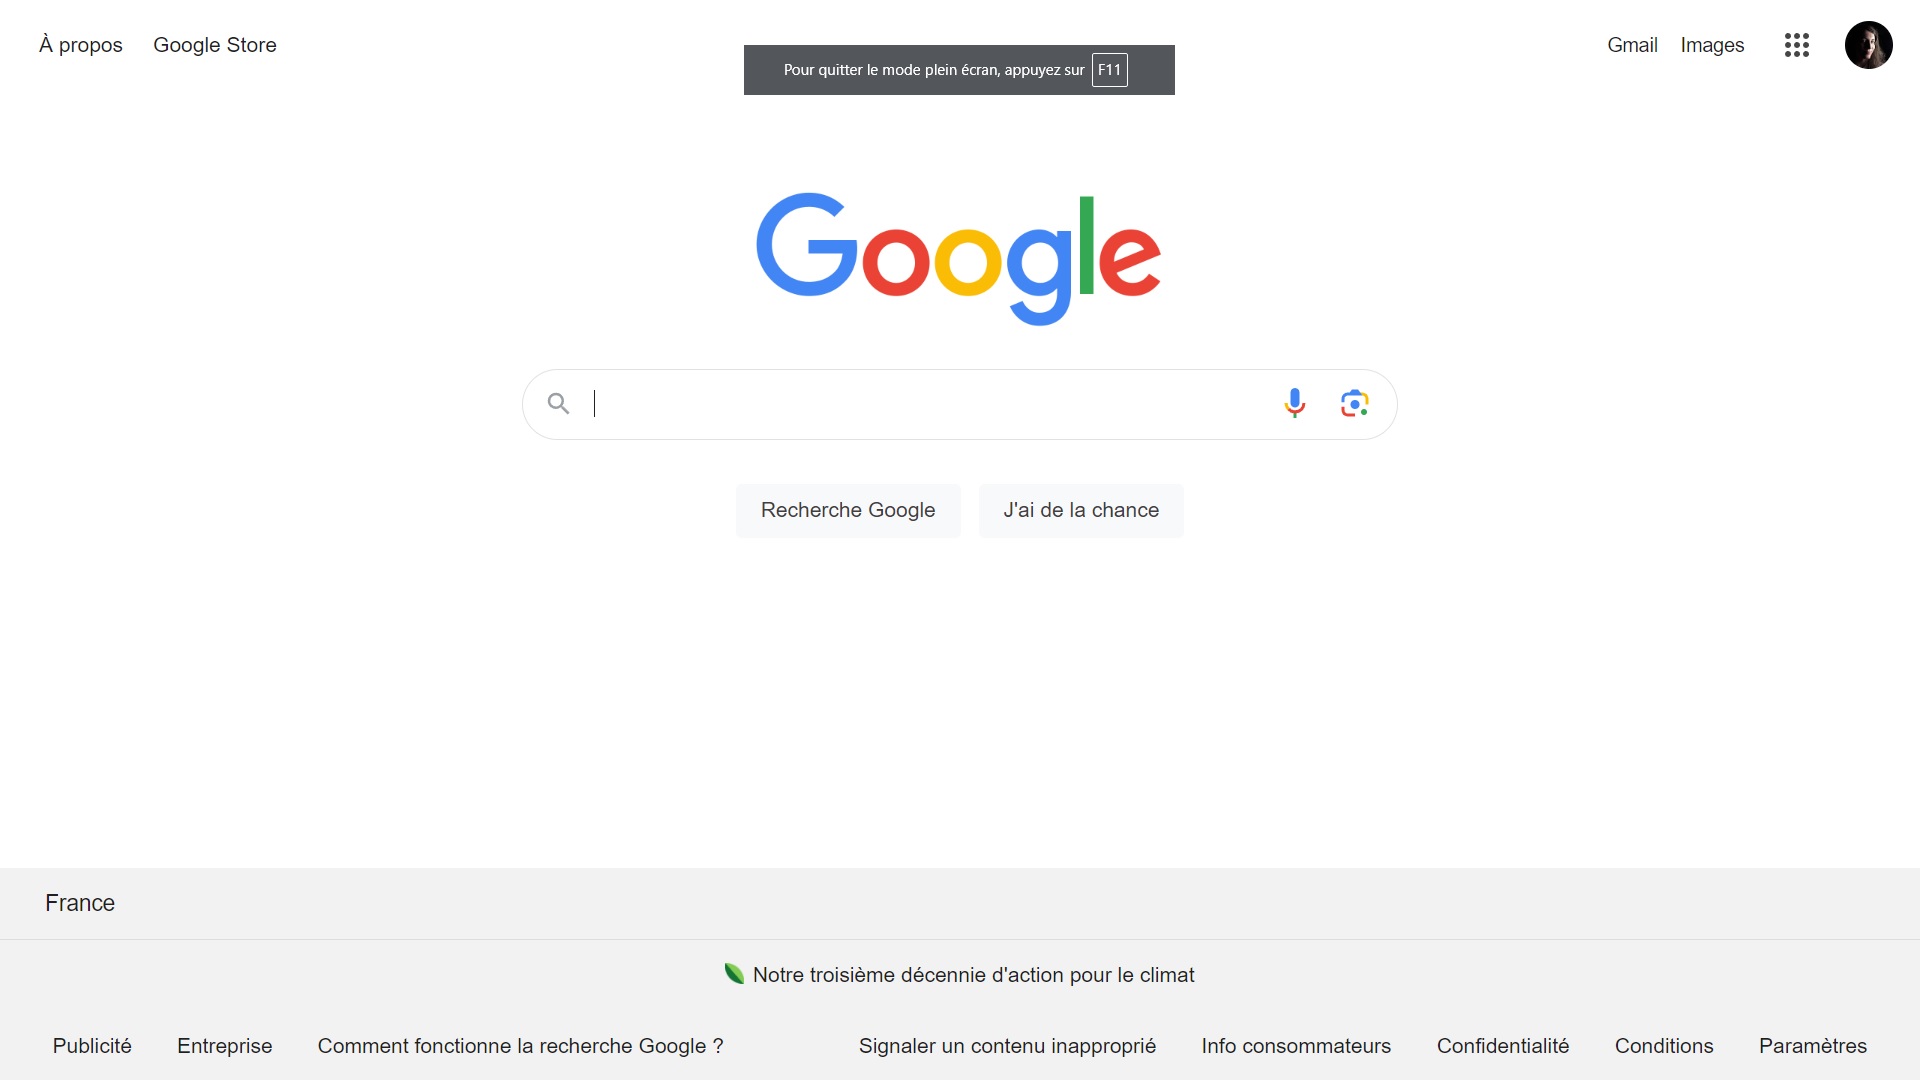 À propos Google Store Gmail Images
Pour quitter le mode plein écran, appuyez sur F11
Google
Recherche Google J'ai de la chance
France
Notre troisième décennie d'action pour le climat
Publicité Entreprise Comment fonctionne la recherche Google ? Signaler un contenu inapproprié Info consommateurs Confidentialité Conditions Paramètres